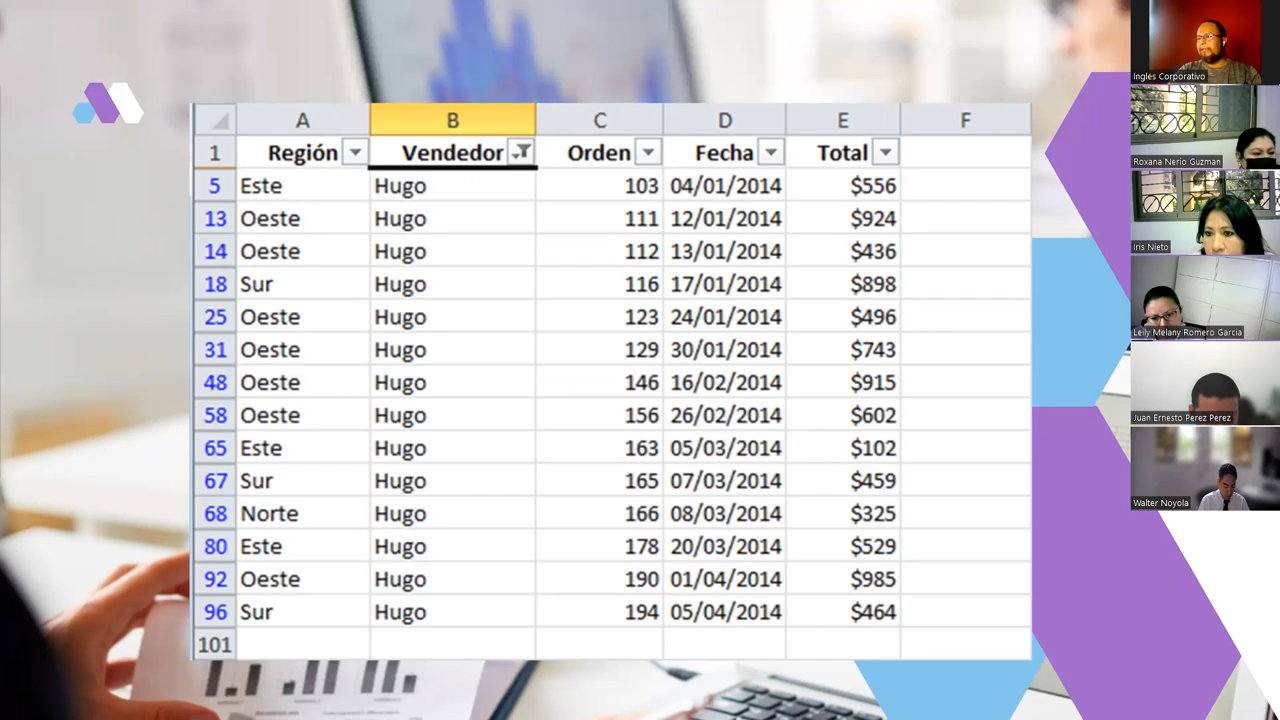 A B C D E F
1 Región Vendedor Orden Fecha Total
5 Este Hugo 103 04/01/2014 $556
13 Oeste Hugo 111 12/01/2014 $924
14 Oeste Hugo 112 13/01/2014 $436
18 Sur Hugo 116 17/01/2014 $898
25 Oeste Hugo 123 24/01/2014 $496
31 Oeste Hugo 129 30/01/2014 $743
48 Oeste Hugo 146 16/02/2014 $915
58 Oeste Hugo 156 26/02/2014 $602
65 Este Hugo 163 05/03/2014 $102
67 Sur Hugo 165 07/03/2014 $459
68 Norte Hugo 166 08/03/2014 $325
80 Este Hugo 178 20/03/2014 $529
92 Oeste Hugo 190 01/04/2014 $985
96 Sur Hugo 194 05/04/2014 $464
101
Ingles Corporativo
Roxana Nerio Guzman
Iris Nieto
Leily Melany Romero Garcia
Juan Ernesto Perez Perez
Walter Noyola